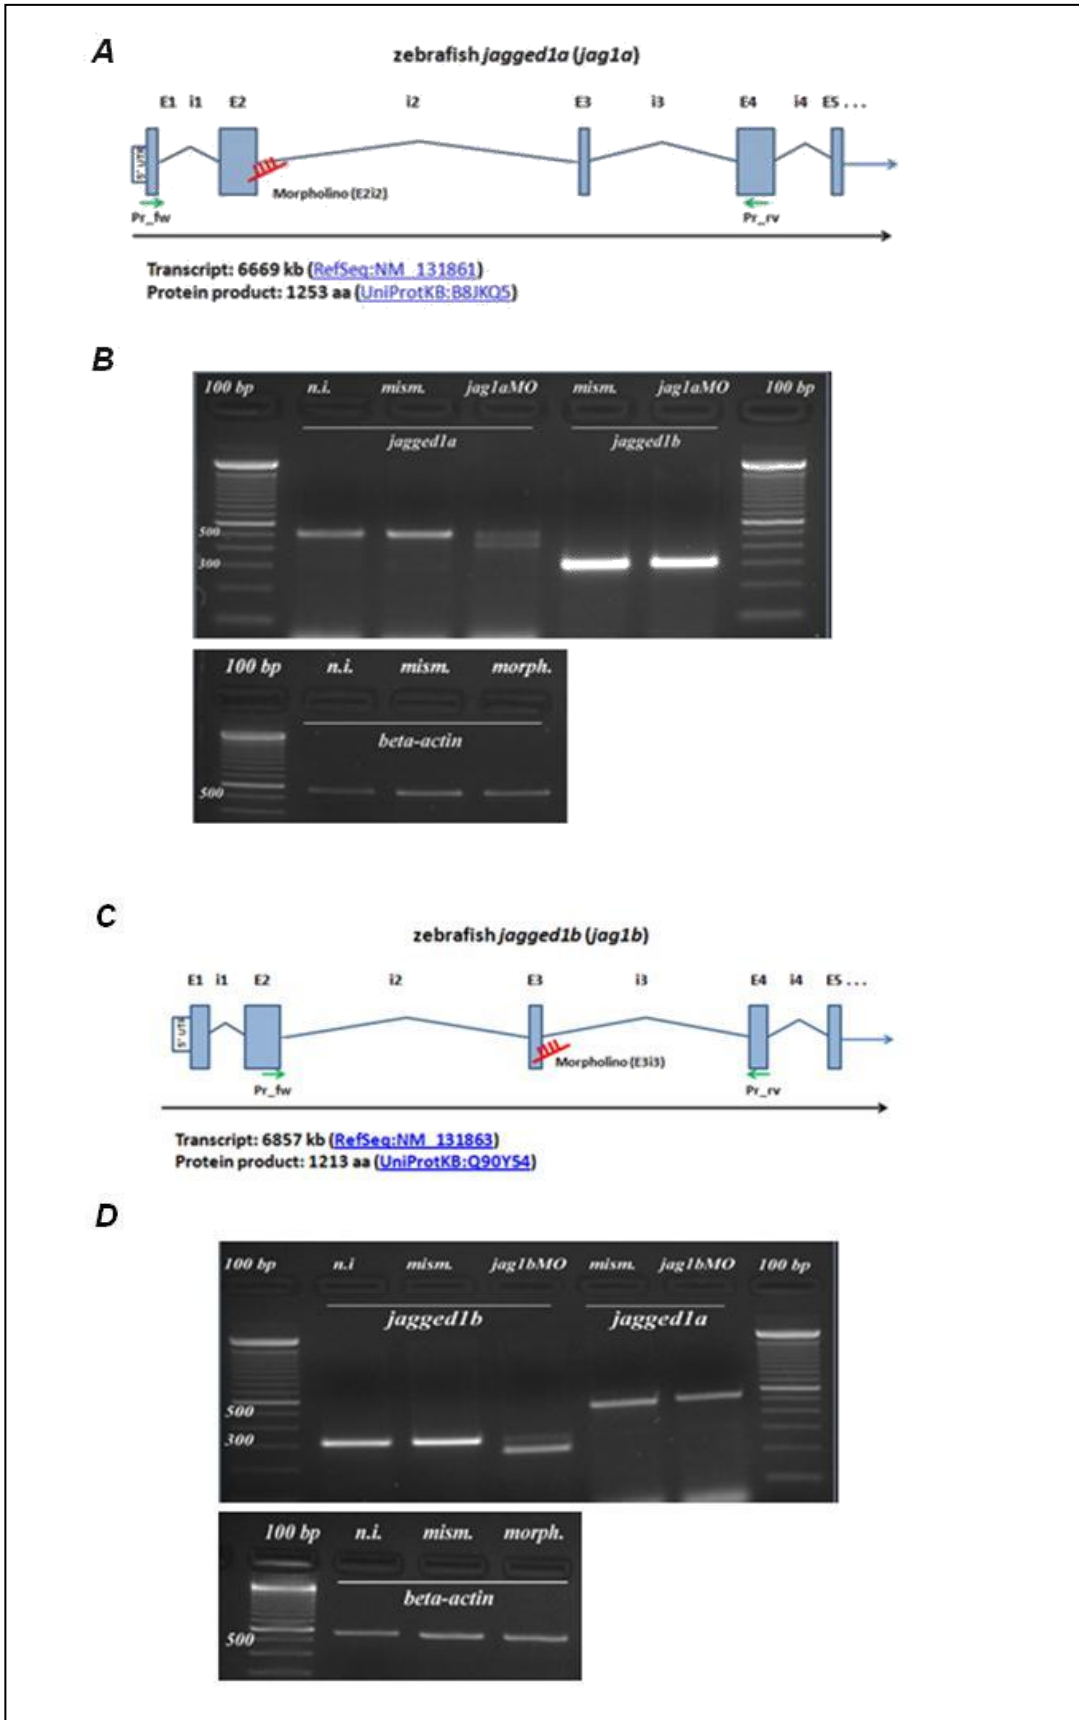 A
zebrafish jagged1a (jag1a)
E1 i1 E2 i2 E3 i3 E4 i4 E5 ...
5' UTR
Morpholino (E2i2)
Pr_fw Pr_rv
Transcript: 6669 kb (RefSeq:NM_131861)
Protein product: 1253 aa (UniProtKB:B8JKQ5)
B
100 bp n.i. mism. jag1aMO mism. jag1aMO 100 bp
jagged1a jagged1b
500
300
100 bp n.i. mism. morph.
beta-actin
500
C
zebrafish jagged1b (jag1b)
E1 i1 E2 i2 E3 i3 E4 i4 E5 ...
5' UTR
Morpholino (E3i3)
Pr_fw Pr_rv
Transcript: 6857 kb (RefSeq:NM_131863)
Protein product: 1213 aa (UniProtKB:Q90Y54)
D
100 bp n.i mism. jag1bMO mism. jag1bMO 100 bp
jagged1b jagged1a
500
300
100 bp n.i. mism. morph.
beta-actin
500